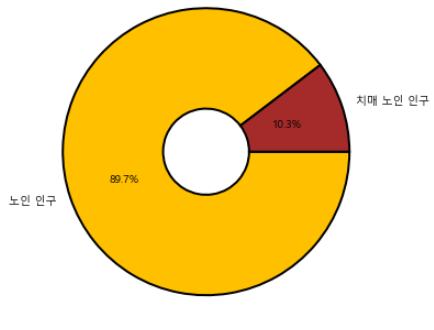 치매 노인 인구
10.3%
89.7%
노인 인구